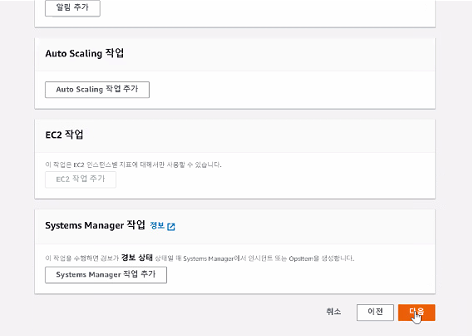 알림 추가
Auto Scaling 작업
Auto Scaling 작업 추가
EC2 작업
이 작업은 EC2 인스턴스별 지표에 대해서만 사용할 수 있습니다.
EC2 작업 추가
Systems Manager 작업 정보
이 작업을 수행하면 경보가 경보 상태 상태일 때 Systems Manager에서 인시던트 또는 OpsItem을 생성합니다.
Systems Manager 작업 추가
취소 이전 다음